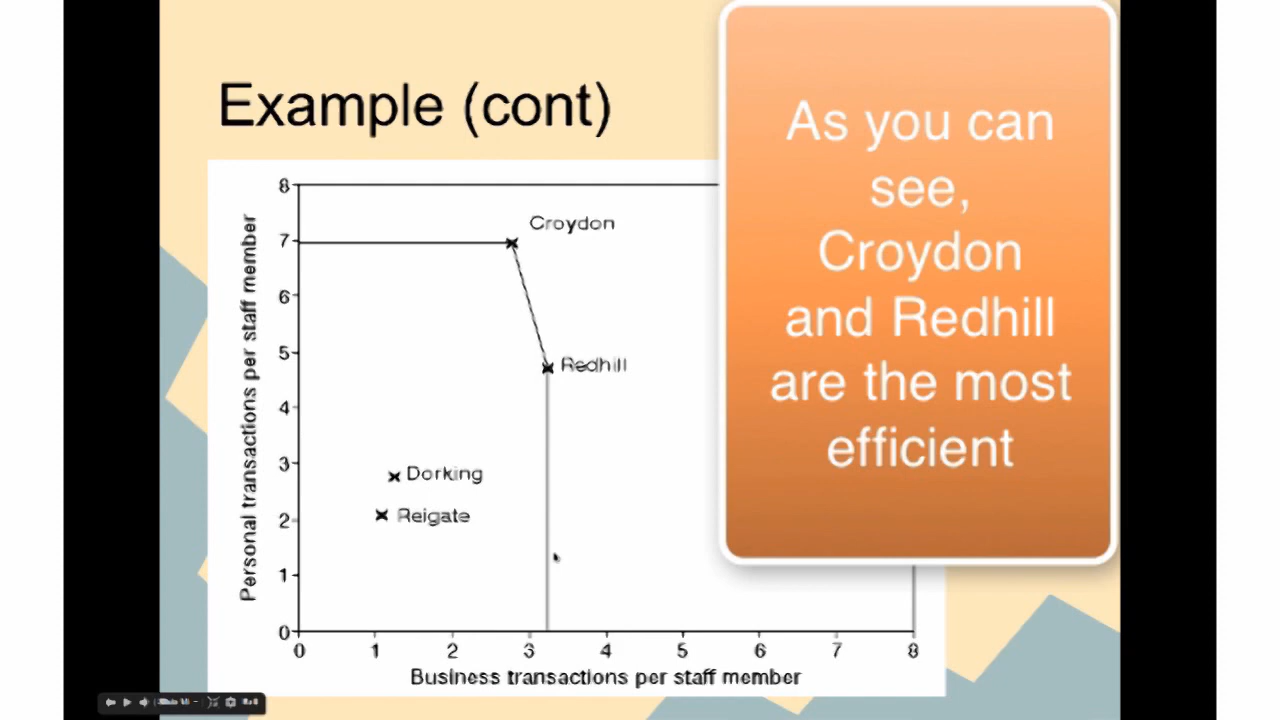 Example (cont)
As you can
see,
Croydon
and Redhill
are the most
efficient
Personal transactions per staff member
8
7
6
5
4
3
2
1
0
Croydon
Redhill
Dorking
Reigate
0 1 2 3 4 5 6 7 8
Business transactions per staff member